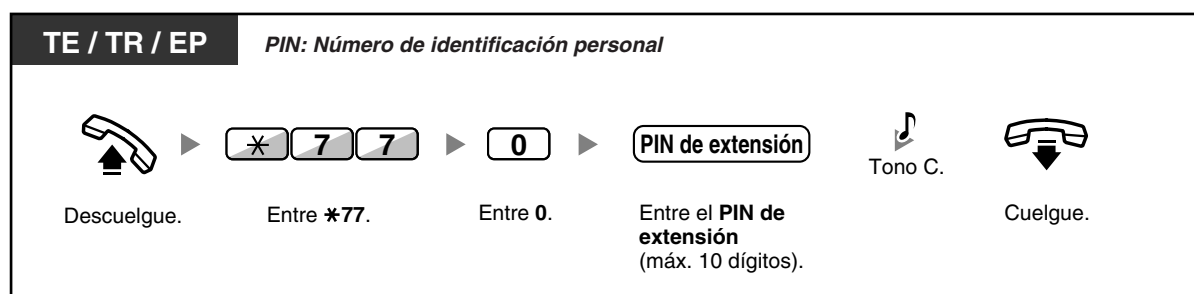 TE / TR / EP
PIN: Número de identificación personal
✱ 7 7
0
PIN de extensión
Tono C.
Descuelgue.
Entre ✱77.
Entre 0.
Entre el PIN de
extensión
(máx. 10 dígitos).
Cuelgue.